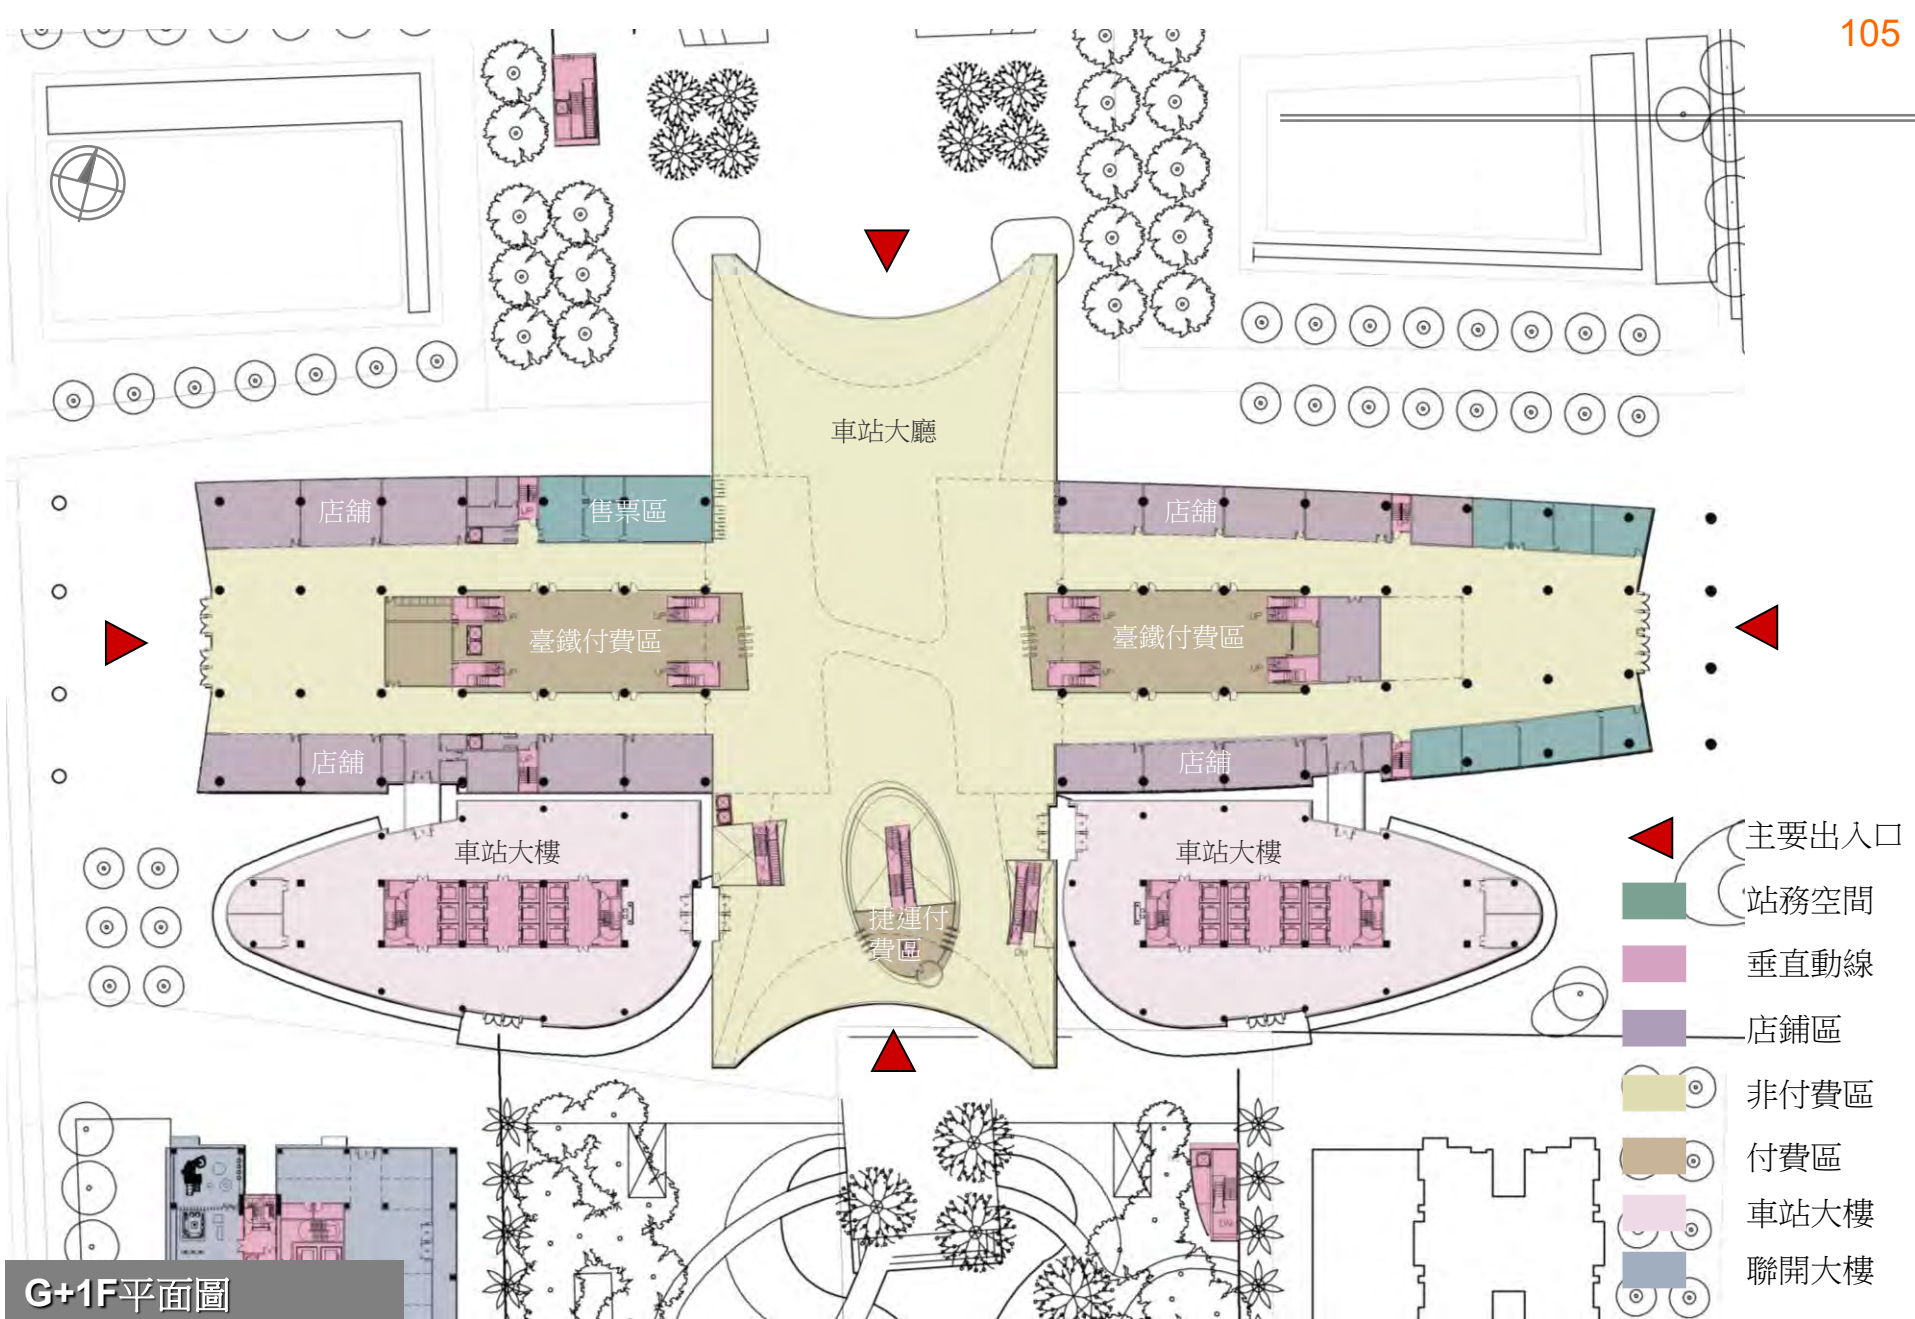 105
車站大廳
店舖
售票區
店舖
臺鐵付費區
臺鐵付費區
店舖
店舖
車站大樓
車站大樓
捷運付
費區
主要出入口
站務空間
垂直動線
店鋪區
非付費區
付費區
車站大樓
聯開大樓
G+1F平面圖